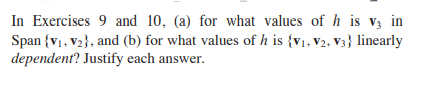 In Exercises 9 and 10, (a) for what values of h is v₃ in
Span {v₁, v₂}, and (b) for what values of h is {v₁, v₂, v₃} linearly
dependent? Justify each answer.